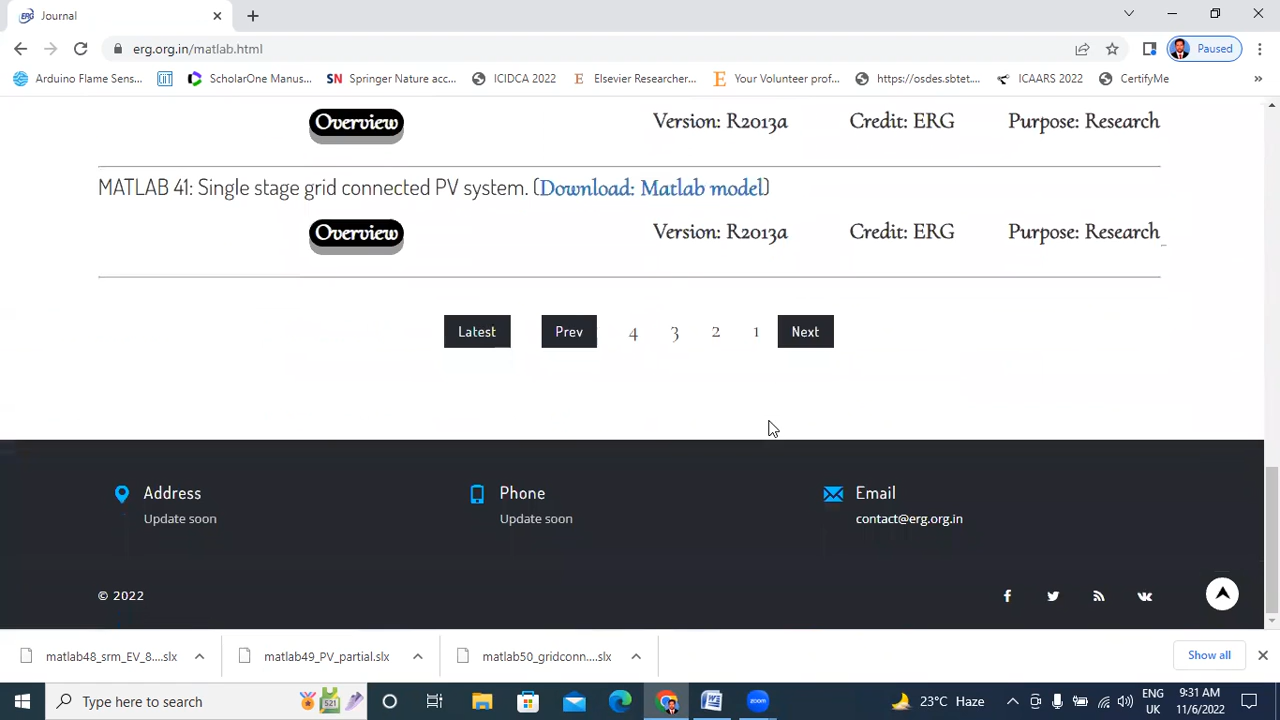 Journal
erg.org.in/matlab.html
Paused
Arduino Flame Sens...
ScholarOne Manus...
SN Springer Nature acc...
ICIDCA 2022
E Elsevier Researcher...
E Your Volunteer prof...
https://osdes.sbtet....
ICAARS 2022
CertifyMe
»
Overview Version: R2013a Credit: ERG Purpose: Research
MATLAB 41: Single stage grid connected PV system. (Download: Matlab model)
Overview Version: R2013a Credit: ERG Purpose: Research
Latest Prev 4 3 2 1 Next
Address Phone Email
Update soon Update soon contact@erg.org.in
© 2022
matlab48_srm_EV_8....slx
matlab49_PV_partial.slx
matlab50_gridconn....slx
Show all
Type here to search
521
zoom
23°C Haze
ENG
UK
9:31 AM
11/6/2022